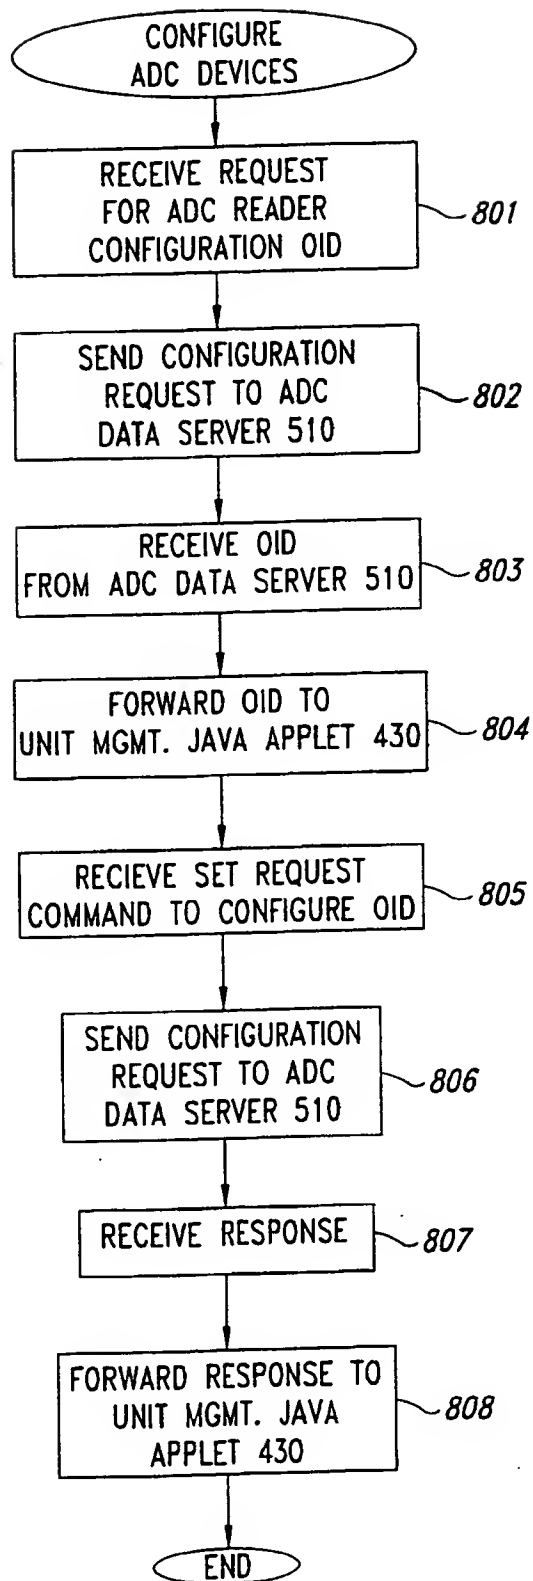 CONFIGURE
ADC DEVICES
RECEIVE REQUEST
FOR ADC READER
CONFIGURATION OID
801
SEND CONFIGURATION
REQUEST TO ADC
DATA SERVER 510
802
RECEIVE OID
FROM ADC DATA SERVER 510
803
FORWARD OID TO
UNIT MGMT. JAVA APPLET 430
804
RECIEVE SET REQUEST
COMMAND TO CONFIGURE OID
805
SEND CONFIGURATION
REQUEST TO ADC
DATA SERVER 510
806
RECEIVE RESPONSE
807
FORWARD RESPONSE TO
UNIT MGMT. JAVA
APPLET 430
808
END